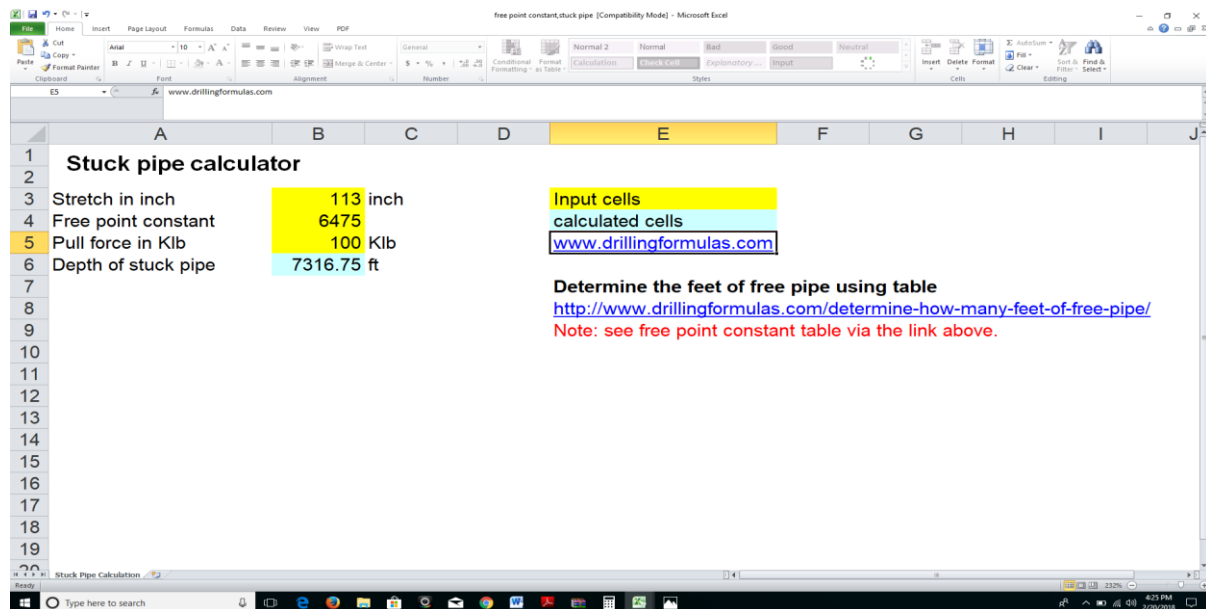 free point constant,stuck pipe [Compatibility Mode] - Microsoft Excel
File Home Insert Page Layout Formulas Data Review View PDF
Paste
Cut
Copy
Format Painter
Clipboard
Arial 10
B I U
Font
Wrap Text
Merge & Center
Alignment
General
$ % ,
Number
Conditional Formatting
Format as Table
Normal 2 Normal Bad Good Neutral
Calculation Check Cell Explanatory ... Input
Styles
Insert Delete Format
Cells
Σ AutoSum
Fill
Clear
Sort & Filter
Find & Select
Editing
E5 fx www.drillingformulas.com
A B C D E F G H I J
1 Stuck pipe calculator
2
3 Stretch in inch 113 inch Input cells
4 Free point constant 6475 calculated cells
5 Pull force in Klb 100 Klb www.drillingformulas.com
6 Depth of stuck pipe 7316.75 ft
7 Determine the feet of free pipe using table
8 http://www.drillingformulas.com/determine-how-many-feet-of-free-pipe/
9 Note: see free point constant table via the link above.
10
11
12
13
14
15
16
17
18
19
20
Stuck Pipe Calculation
Ready 232%
Type here to search
4:25 PM
2/20/2018